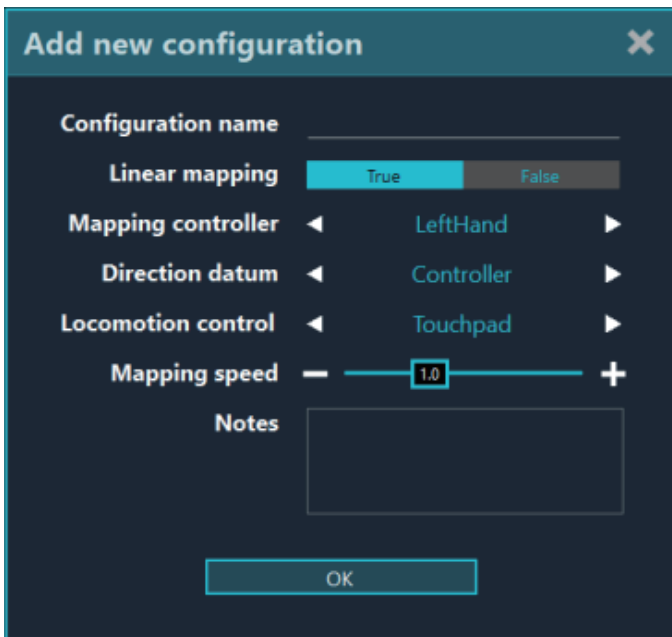 Add new configuration
Configuration name
Linear mapping True False
Mapping controller LeftHand
Direction datum Controller
Locomotion control Touchpad
Mapping speed 1.0
Notes
OK